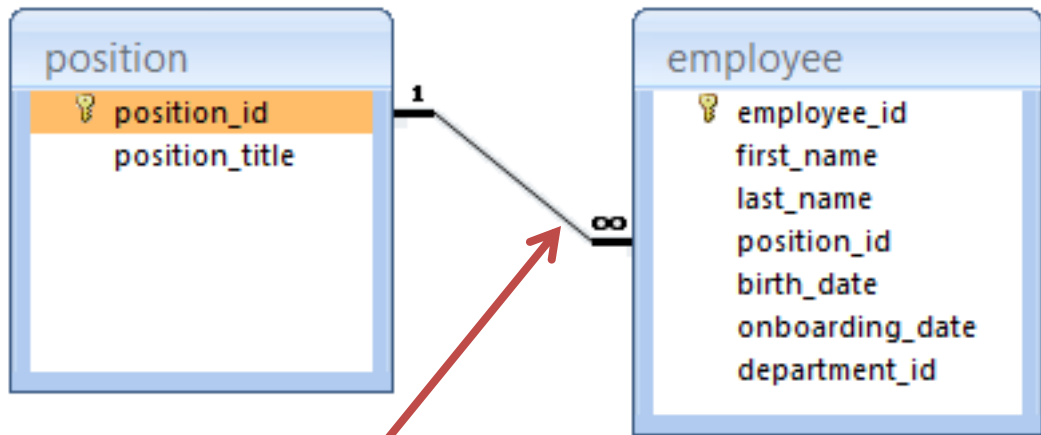 position
position_id
position_title
1
∞
employee
employee_id
first_name
last_name
position_id
birth_date
onboarding_date
department_id